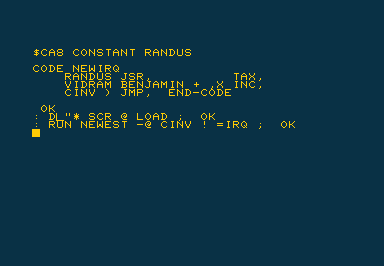 $CA8 CONSTANT RANDUS
CODE NEWIRQ
RANDUS JSR, TAX,
VIDRAM BENJAMIN + ,X INC,
CINV ) JMP, END-CODE
OK
: DL"* SCR @ LOAD ; OK
: RUN NEWEST -@ CINV ! =IRQ ; OK